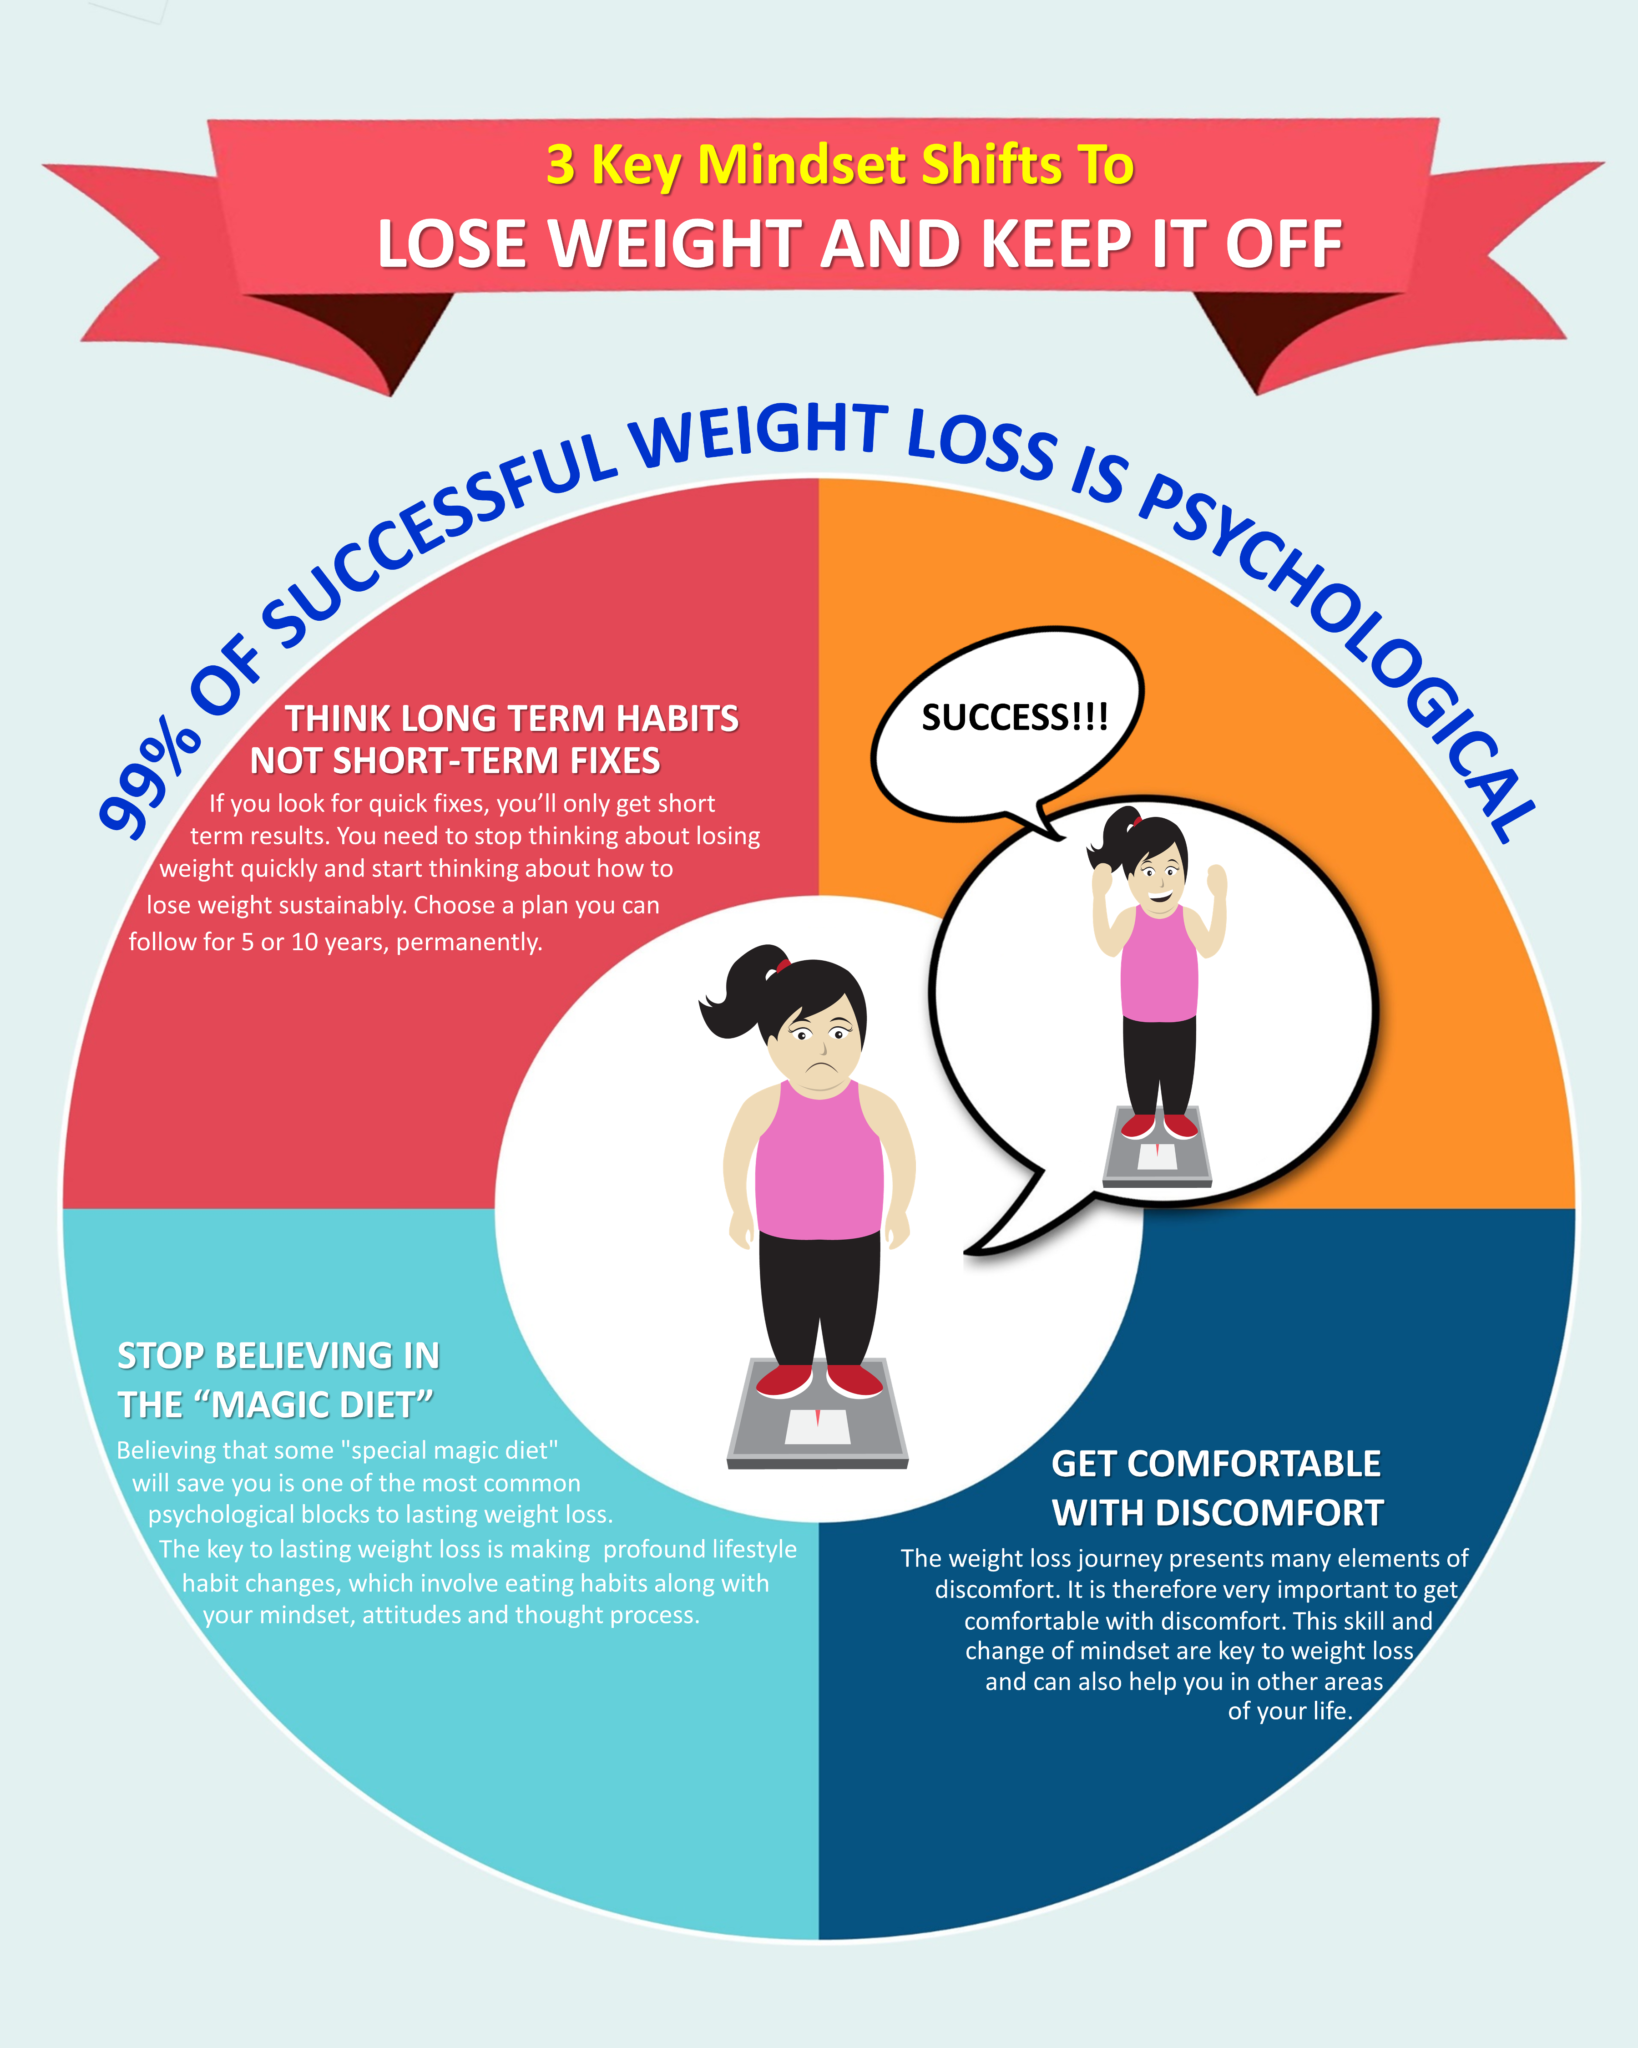 3 Key Mindset Shifts To
LOSE WEIGHT AND KEEP IT OFF
99% OF SUCCESSFUL WEIGHT LOSS IS PSYCHOLOGICAL
THINK LONG TERM HABITS
NOT SHORT-TERM FIXES
If you look for quick fixes, you’ll only get short
term results. You need to stop thinking about losing
weight quickly and start thinking about how to
lose weight sustainably. Choose a plan you can
follow for 5 or 10 years, permanently.
SUCCESS!!!
STOP BELIEVING IN
THE “MAGIC DIET”
Believing that some "special magic diet"
will save you is one of the most common
psychological blocks to lasting weight loss.
The key to lasting weight loss is making profound lifestyle
habit changes, which involve eating habits along with
your mindset, attitudes and thought process.
GET COMFORTABLE
WITH DISCOMFORT
The weight loss journey presents many elements of
discomfort. It is therefore very important to get
comfortable with discomfort. This skill and
change of mindset are key to weight loss
and can also help you in other areas
of your life.